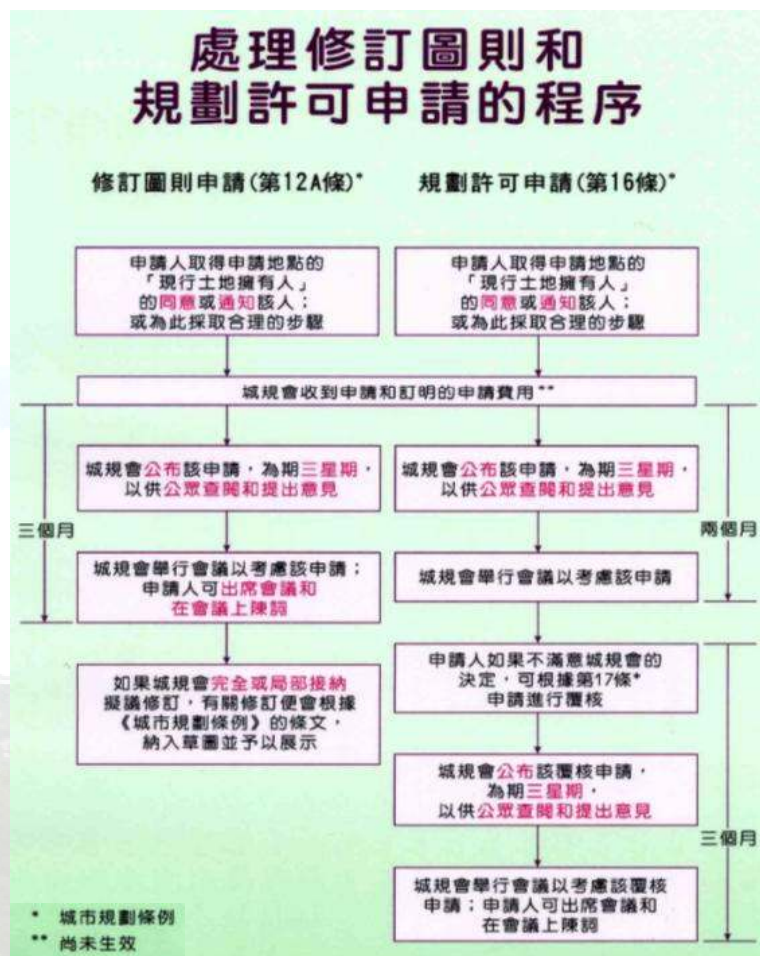 處理修訂圖則和
規劃許可申請的程序
修訂圖則申請(第12A條)*
規劃許可申請(第16條)*
申請人取得申請地點的
「現行土地擁有人」
的同意或通知該人；
或為此採取合理的步驟
申請人取得申請地點的
「現行土地擁有人」
的同意或通知該人；
或為此採取合理的步驟
城規會收到申請和訂明的申請費用**
三個月
城規會公布該申請，為期三星期，
以供公眾查閱和提出意見
城規會公布該申請，為期三星期，
以供公眾查閱和提出意見
兩個月
城規會舉行會議以考慮該申請；
申請人可出席會議和
在會議上陳詞
城規會舉行會議以考慮該申請
如果城規會完全或局部接納
擬議修訂，有關修訂便會根據
《城市規劃條例》的條文，
納入草圖並予以展示
申請人如果不滿意城規會的
決定，可根據第17條*
申請進行覆核
城規會公布該覆核申請，
為期三星期，
以供公眾查閱和提出意見
三個月
城規會舉行會議以考慮該覆核
申請；申請人可出席會議和
在會議上陳詞
* 城市規劃條例
** 尚未生效